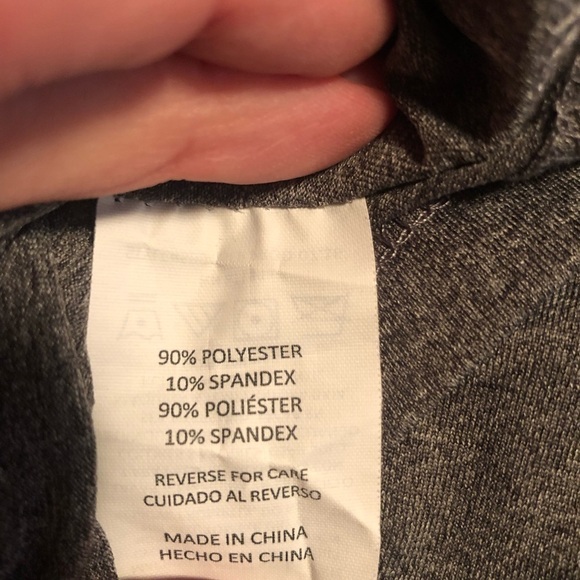 90% POLYESTER
10% SPANDEX
90% POLIÉSTER
10% SPANDEX
REVERSE FOR CARE
CUIDADO AL REVERSO
MADE IN CHINA
HECHO EN CHINA